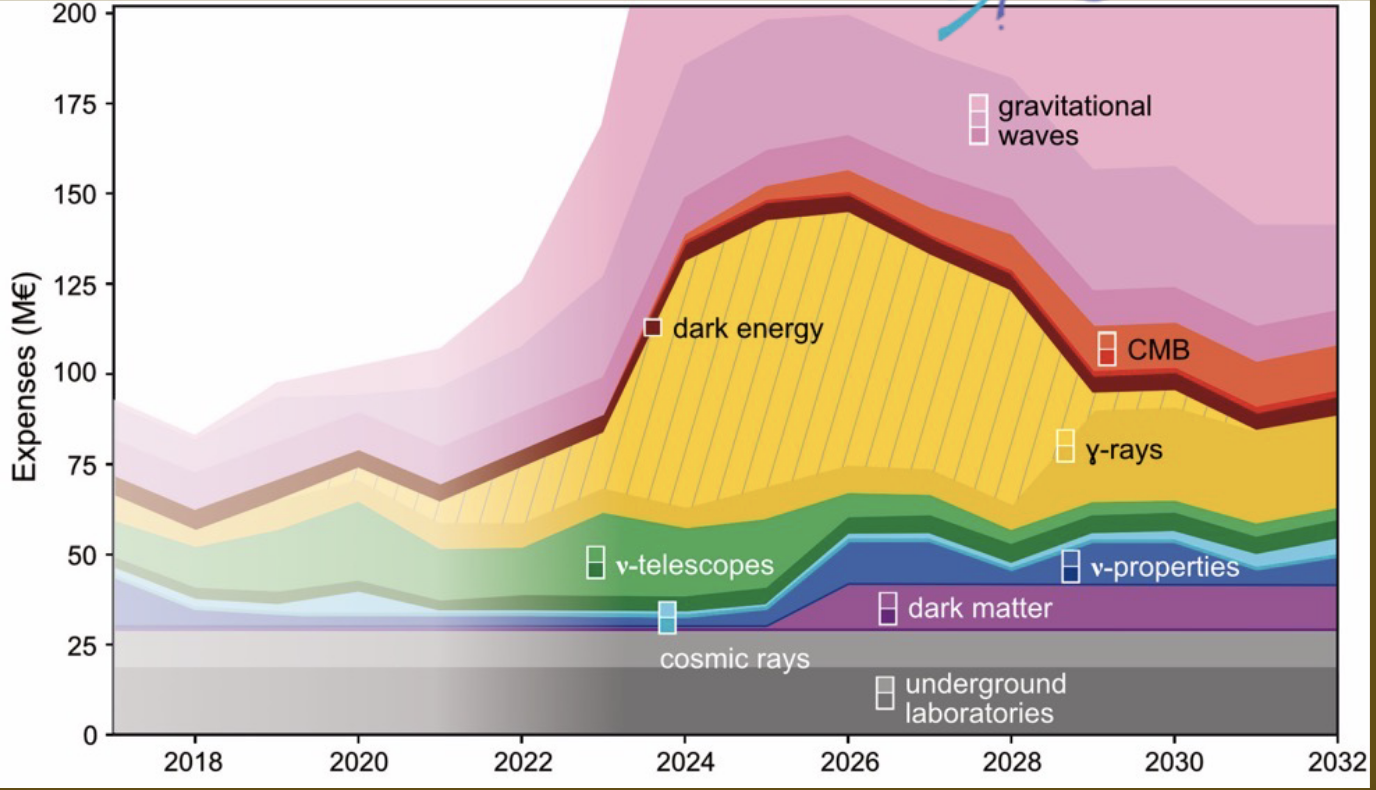 Expenses (M€)
200
175
150
125
100
75
50
25
0
gravitational
waves
dark energy
CMB
γ-rays
ν-telescopes
ν-properties
dark matter
cosmic rays
underground
laboratories
2018
2020
2022
2024
2026
2028
2030
2032